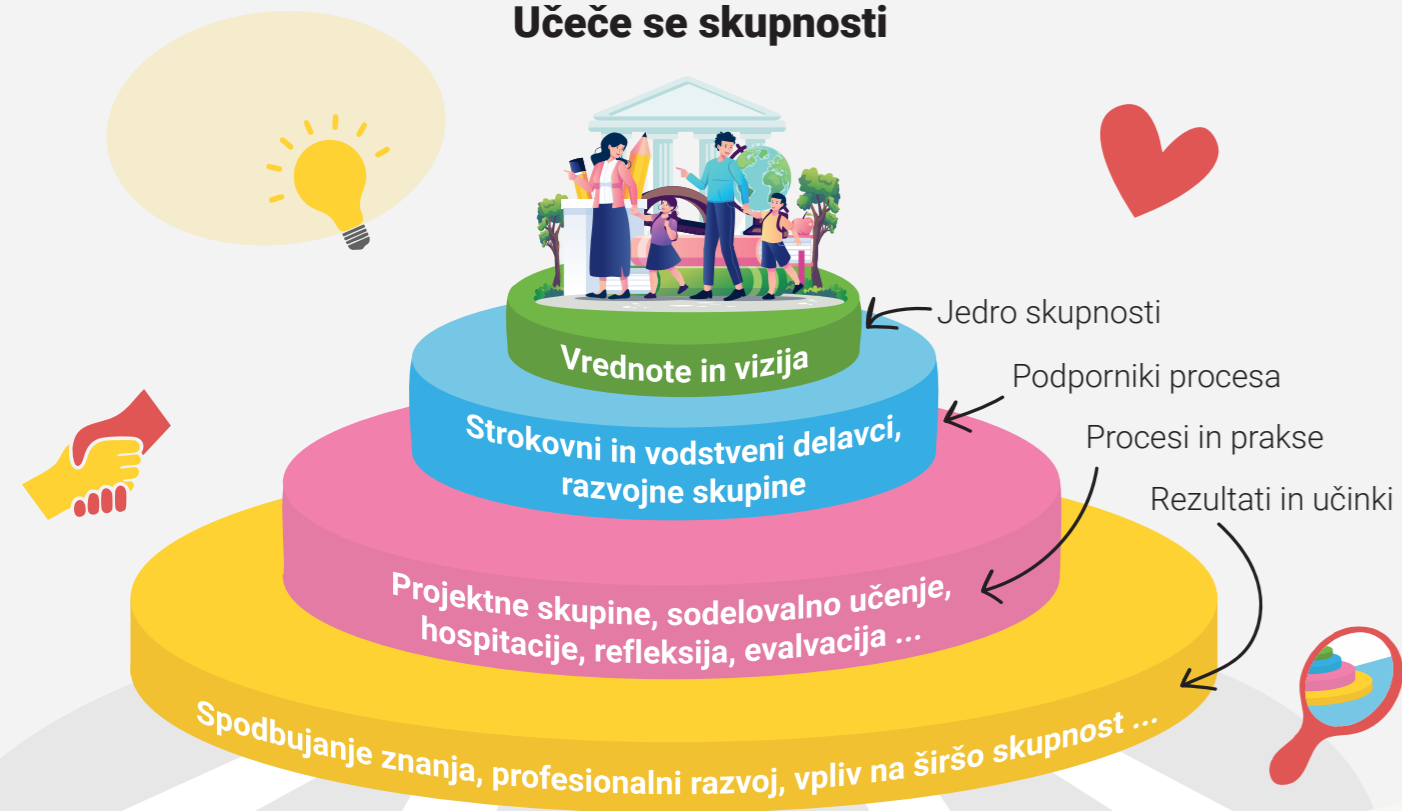 Učeče se skupnosti
Jedro skupnosti
Vrednote in vizija
Podporniki procesa
Strokovni in vodstveni delavci,
razvojne skupine
Procesi in prakse
Projektne skupine, sodelovalno učenje,
hospitacije, refleksija, evalvacija ...
Rezultati in učinki
Spodbujanje znanja, profesionalni razvoj, vpliv na širšo skupnost ...